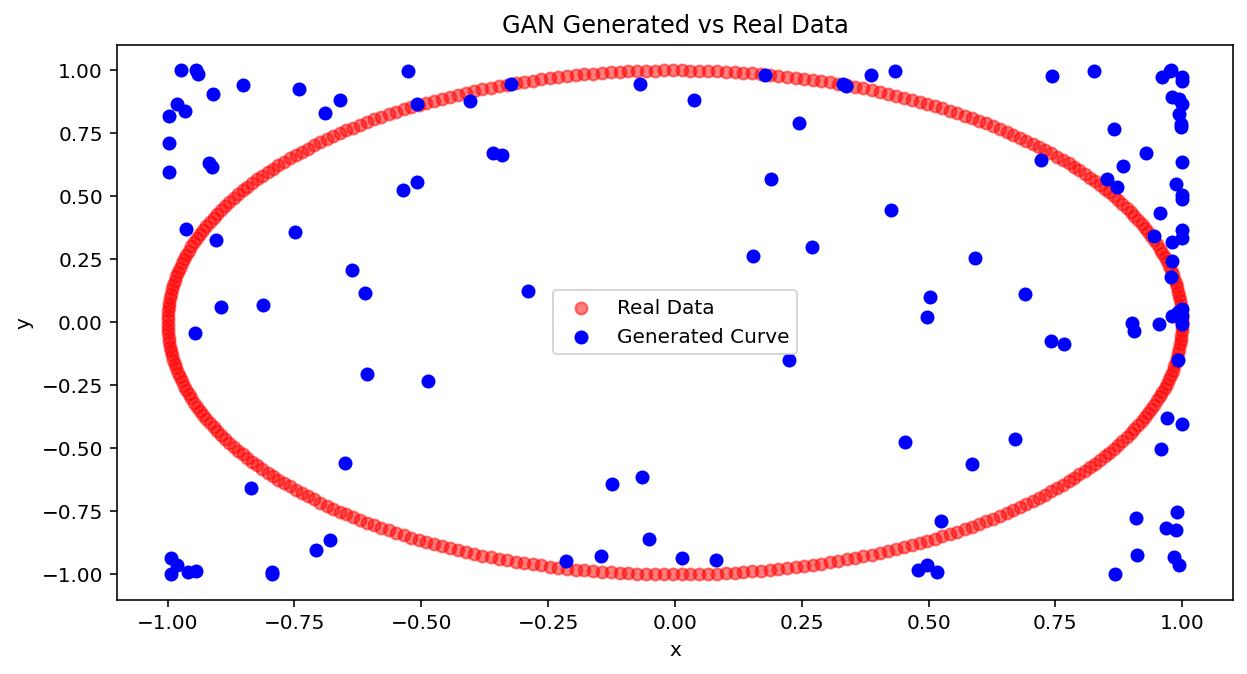 GAN Generated vs Real Data
1.00
0.75
0.50
0.25
0.00
−0.25
−0.50
−0.75
−1.00
y
Real Data
Generated Curve
−1.00 −0.75 −0.50 −0.25 0.00 0.25 0.50 0.75 1.00
x